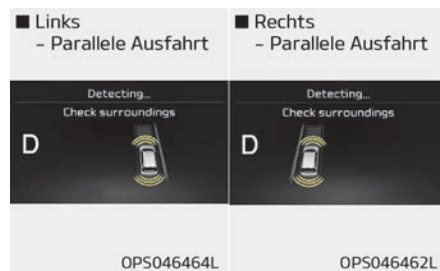 ■ Links
– Parallele Ausfahrt
Detecting...
Check surroundings
D
OPS046464L
■ Rechts
– Parallele Ausfahrt
Detecting...
Check surroundings
D
OPS046462L